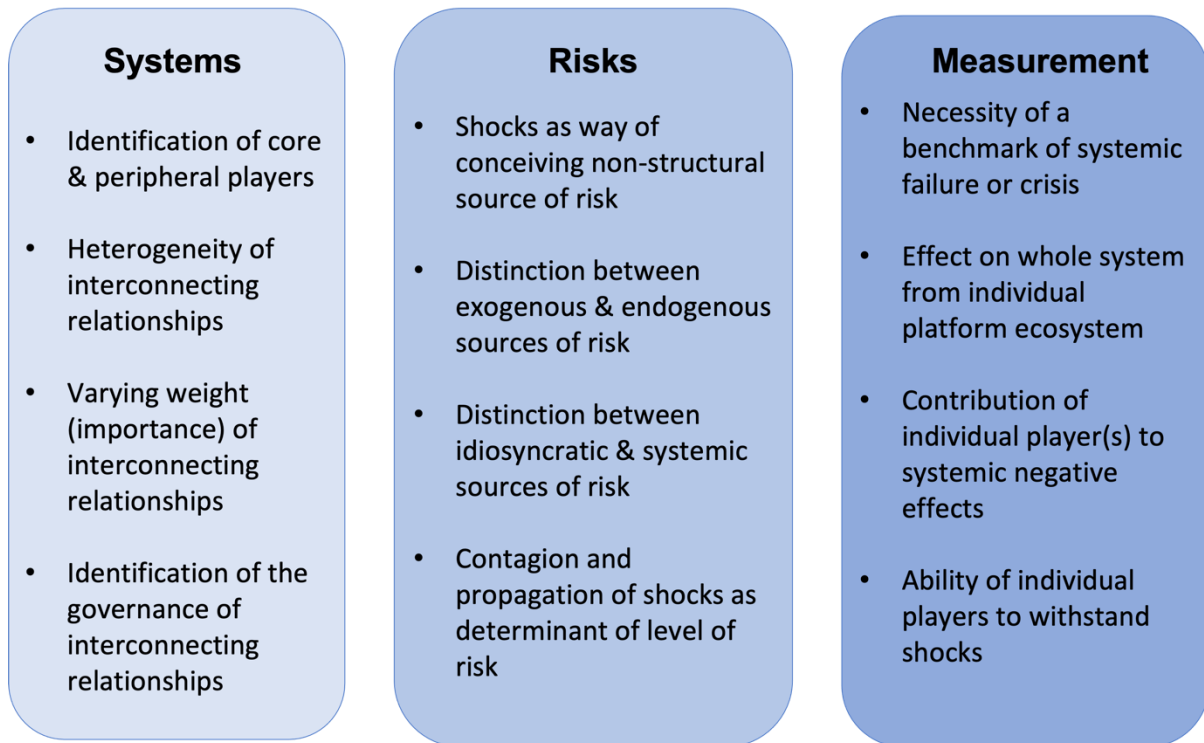 Systems
• Identification of core
& peripheral players
• Heterogeneity of
interconnecting
relationships
• Varying weight
(importance) of
interconnecting
relationships
• Identification of the
governance of
interconnecting
relationships
Risks
• Shocks as way of
conceiving non-structural
source of risk
• Distinction between
exogenous & endogenous
sources of risk
• Distinction between
idiosyncratic & systemic
sources of risk
• Contagion and
propagation of shocks as
determinant of level of
risk
Measurement
• Necessity of a
benchmark of systemic
failure or crisis
• Effect on whole system
from individual
platform ecosystem
• Contribution of
individual player(s) to
systemic negative
effects
• Ability of individual
players to withstand
shocks